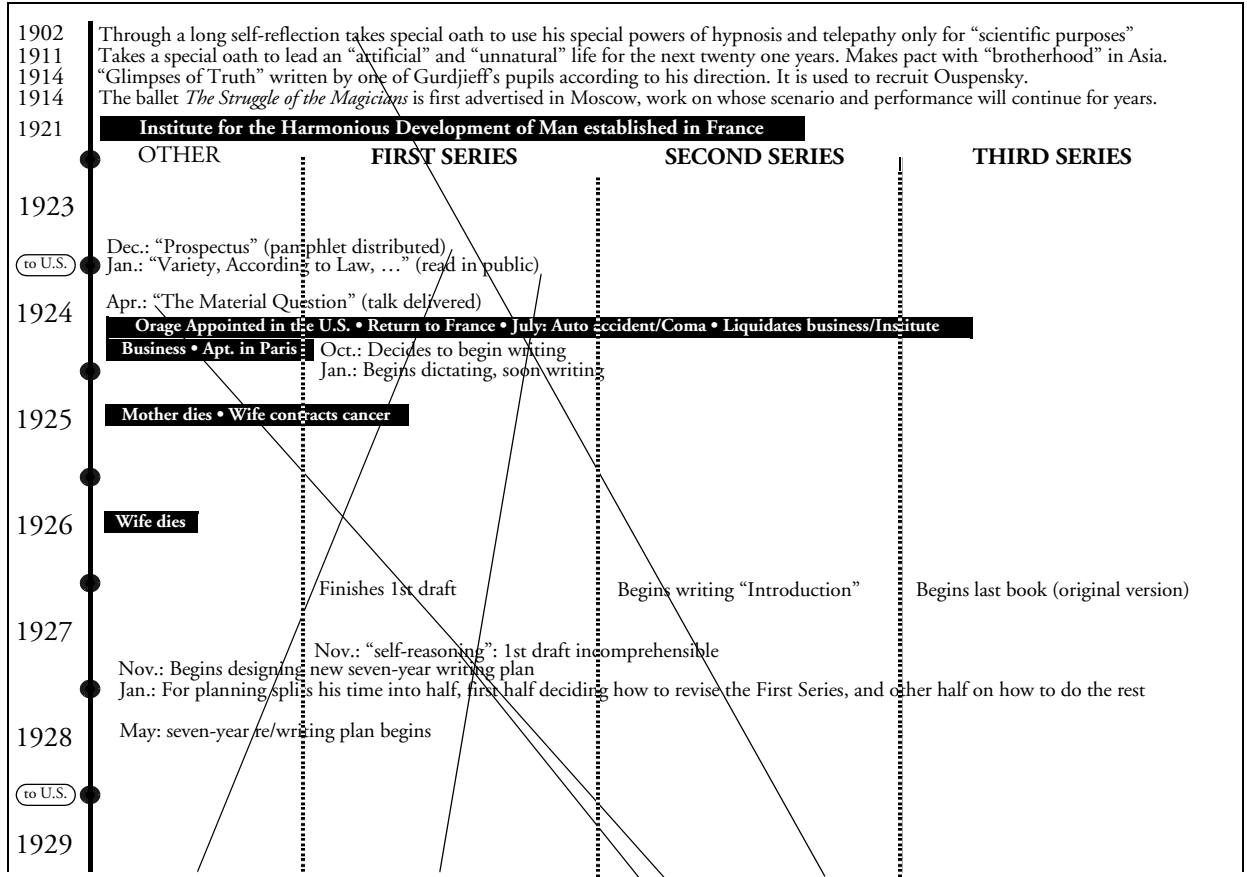 1902 Through a long self-reflection takes special oath to use his special powers of hypnosis and telepathy only for “scientific purposes”
1911 Takes a special oath to lead an “artificial” and “unnatural” life for the next twenty one years. Makes pact with “brotherhood” in Asia.
1914 “Glimpses of Truth” written by one of Gurdjieff's pupils according to his direction. It is used to recruit Ouspensky.
1914 The ballet The Struggle of the Magicians is first advertised in Moscow, work on whose scenario and performance will continue for years.
1921 Institute for the Harmonious Development of Man established in France
OTHER FIRST SERIES SECOND SERIES THIRD SERIES
1923
Dec.: “Prospectus” (pamphlet distributed)
to U.S. Jan.: “Variety, According to Law, …” (read in public)
Apr.: “The Material Question” (talk delivered)
1924
Orage Appointed in the U.S. • Return to France • July: Auto accident/Coma • Liquidates business/Institute
Business • Apt. in Paris Oct.: Decides to begin writing
Jan.: Begins dictating, soon writing
1925 Mother dies • Wife contracts cancer
1926 Wife dies
Finishes 1st draft Begins writing “Introduction” Begins last book (original version)
1927
Nov.: “self-reasoning”: 1st draft incomprehensible
Nov.: Begins designing new seven-year writing plan
Jan.: For planning splits his time into half, first half deciding how to revise the First Series, and other half on how to do the rest
1928 May: seven-year re/writing plan begins
to U.S.
1929